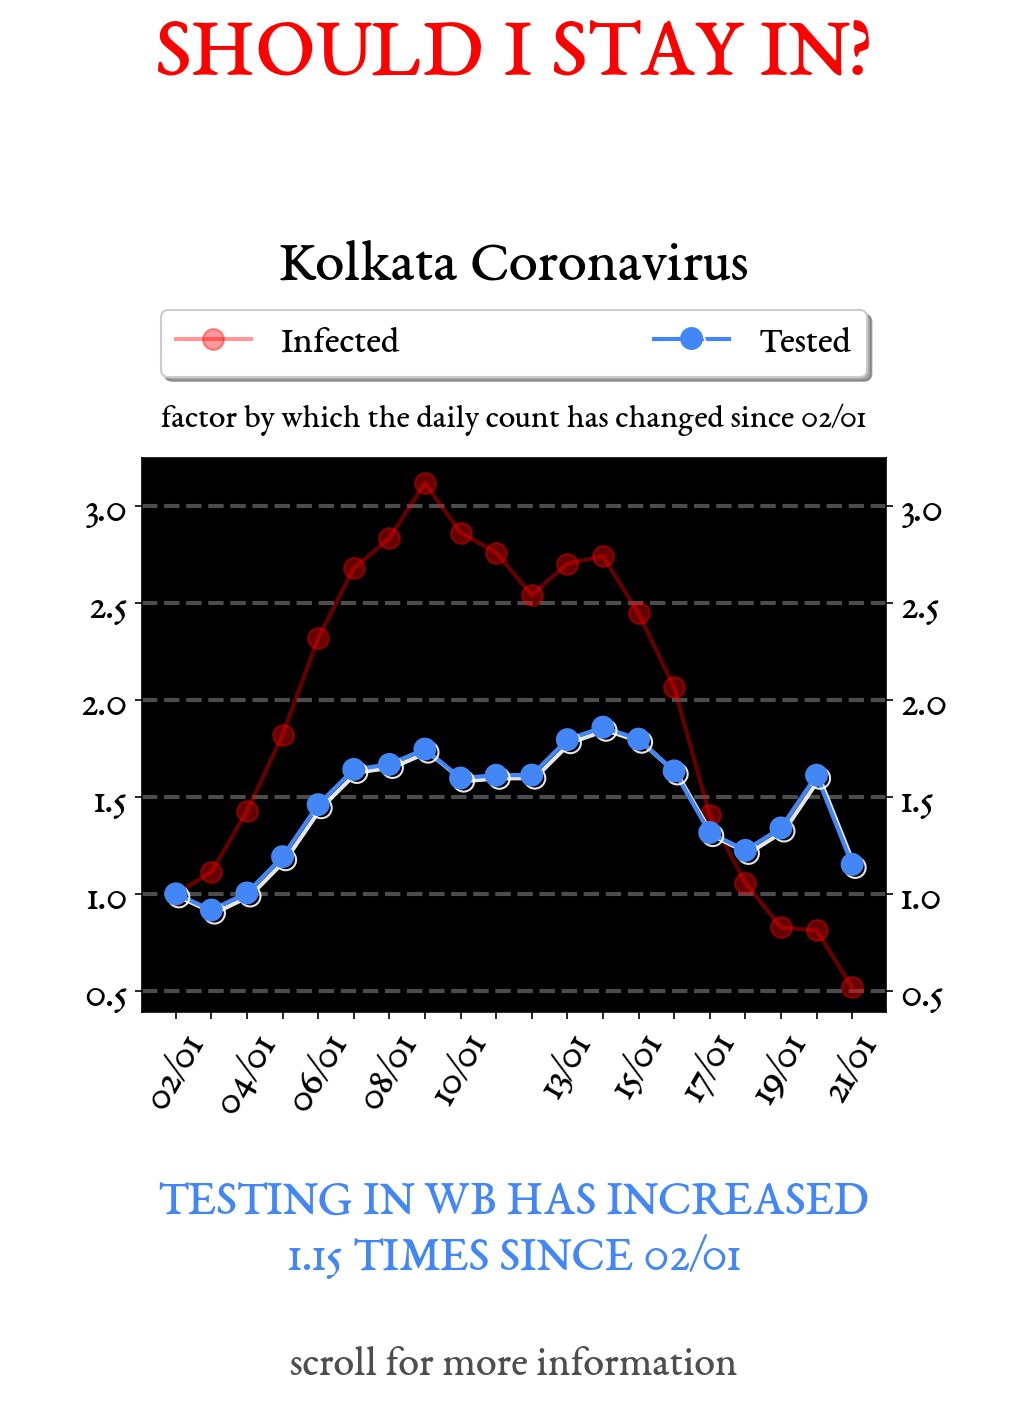 SHOULD I STAY IN?
Kolkata Coronavirus
Infected Tested
factor by which the daily count has changed since 02/01
3.0 3.0
2.5 2.5
2.0 2.0
1.5 1.5
1.0 1.0
0.5 0.5
02/01 04/01 06/01 08/01 10/01 13/01 15/01 17/01 19/01 21/01
TESTING IN WB HAS INCREASED
1.15 TIMES SINCE 02/01
scroll for more information